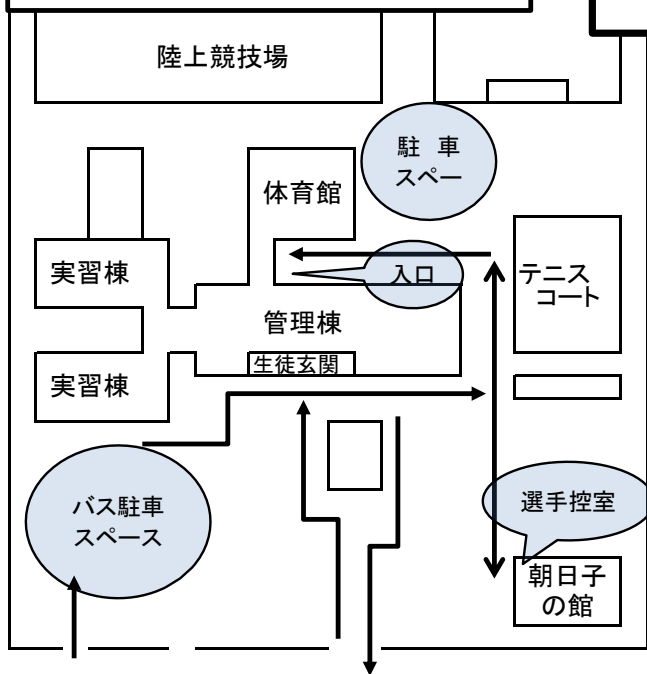 陸上競技場
駐 車
スペー
体育館
実習棟
入口
テニス
コート
管理棟
生徒玄関
実習棟
バス駐車
スペース
選手控室
朝日子
の館